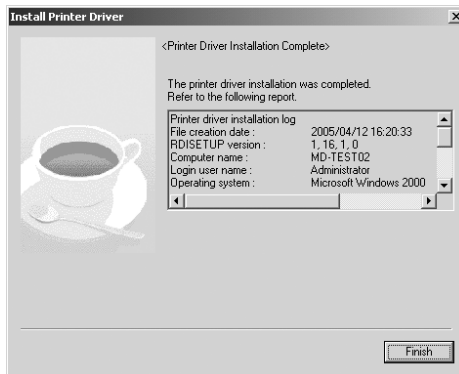 Install Printer Driver
<Printer Driver Installation Complete>
The printer driver installation was completed.
Refer to the following report.
Printer driver installation log
File creation date : 2005/04/12 16:20:33
RDISETUP version : 1, 16, 1, 0
Computer name : MD-TEST02
Login user name : Administrator
Operating system : Microsoft Windows 2000
Finish